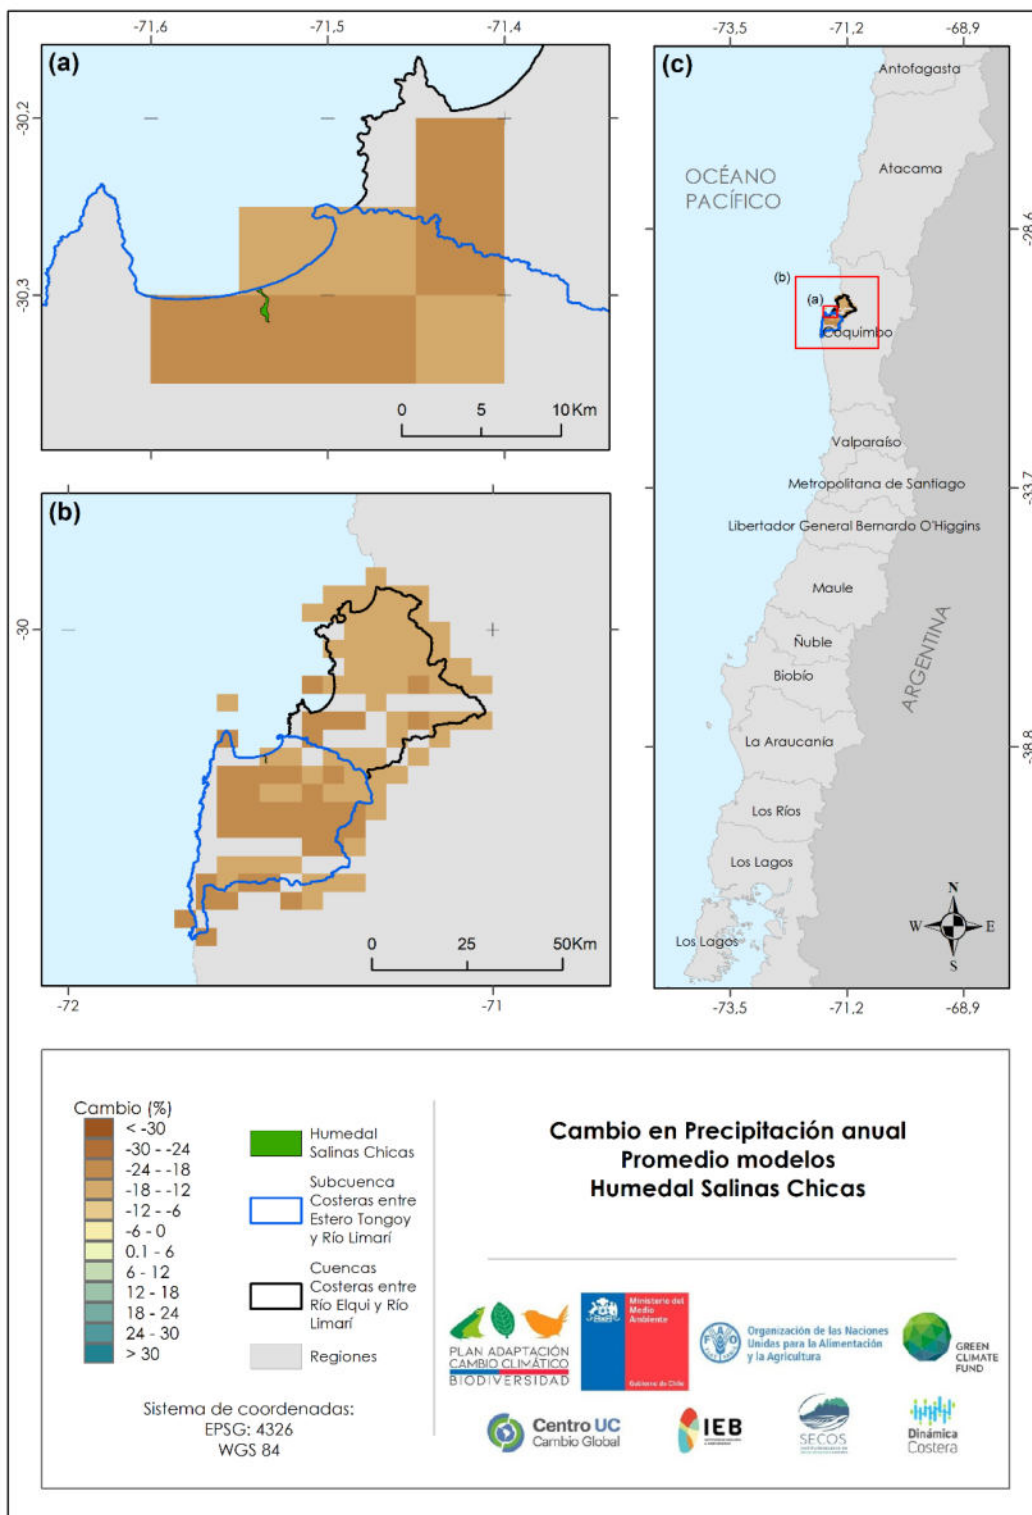 -71,6
-71,5
-71,4
(a)
-30,2
-30,3
0
5
10 Km
(b)
-30
0
25
50Km
-72
-71
-73,5
-71,2
-68,9
(c)
Antofagasta
Atacama
OCÉANO
PACÍFICO
-28,6
(b)
(a)
Coquimbo
Valparaíso
-33,7
Metropolitana de Santiago
Libertador General Bernardo O'Higgins
Maule
Ñuble
Biobío
ARGENTINA
La Araucanía
-38,8
Los Ríos
Los Lagos
Los Lagos
N
W
E
S
-73,5
-71,2
-68,9
Cambio (%)
< -30
-30 - -24
-24 - -18
-18 - -12
-12 - -6
-6 - 0
0.1 - 6
6 - 12
12 - 18
18 - 24
24 - 30
> 30
Humedal
Salinas Chicas
Subcuenca
Costeras entre
Estero Tongoy
y Río Limarí
Cuencas
Costeras entre
Río Elqui y Río
Limarí
Regiones
Sistema de coordenadas:
EPSG: 4326
WGS 84
Cambio en Precipitación anual
Promedio modelos
Humedal Salinas Chicas
PLAN ADAPTACIÓN
CAMBIO CLIMÁTICO
BIODIVERSIDAD
Ministerio del
Medio
Ambiente
Gobierno de Chile
FAO
Organización de las Naciones
Unidas para la Alimentación
y la Agricultura
GREEN
CLIMATE
FUND
Centro UC
Cambio Global
IEB
SECOS
Dinámica
Costera